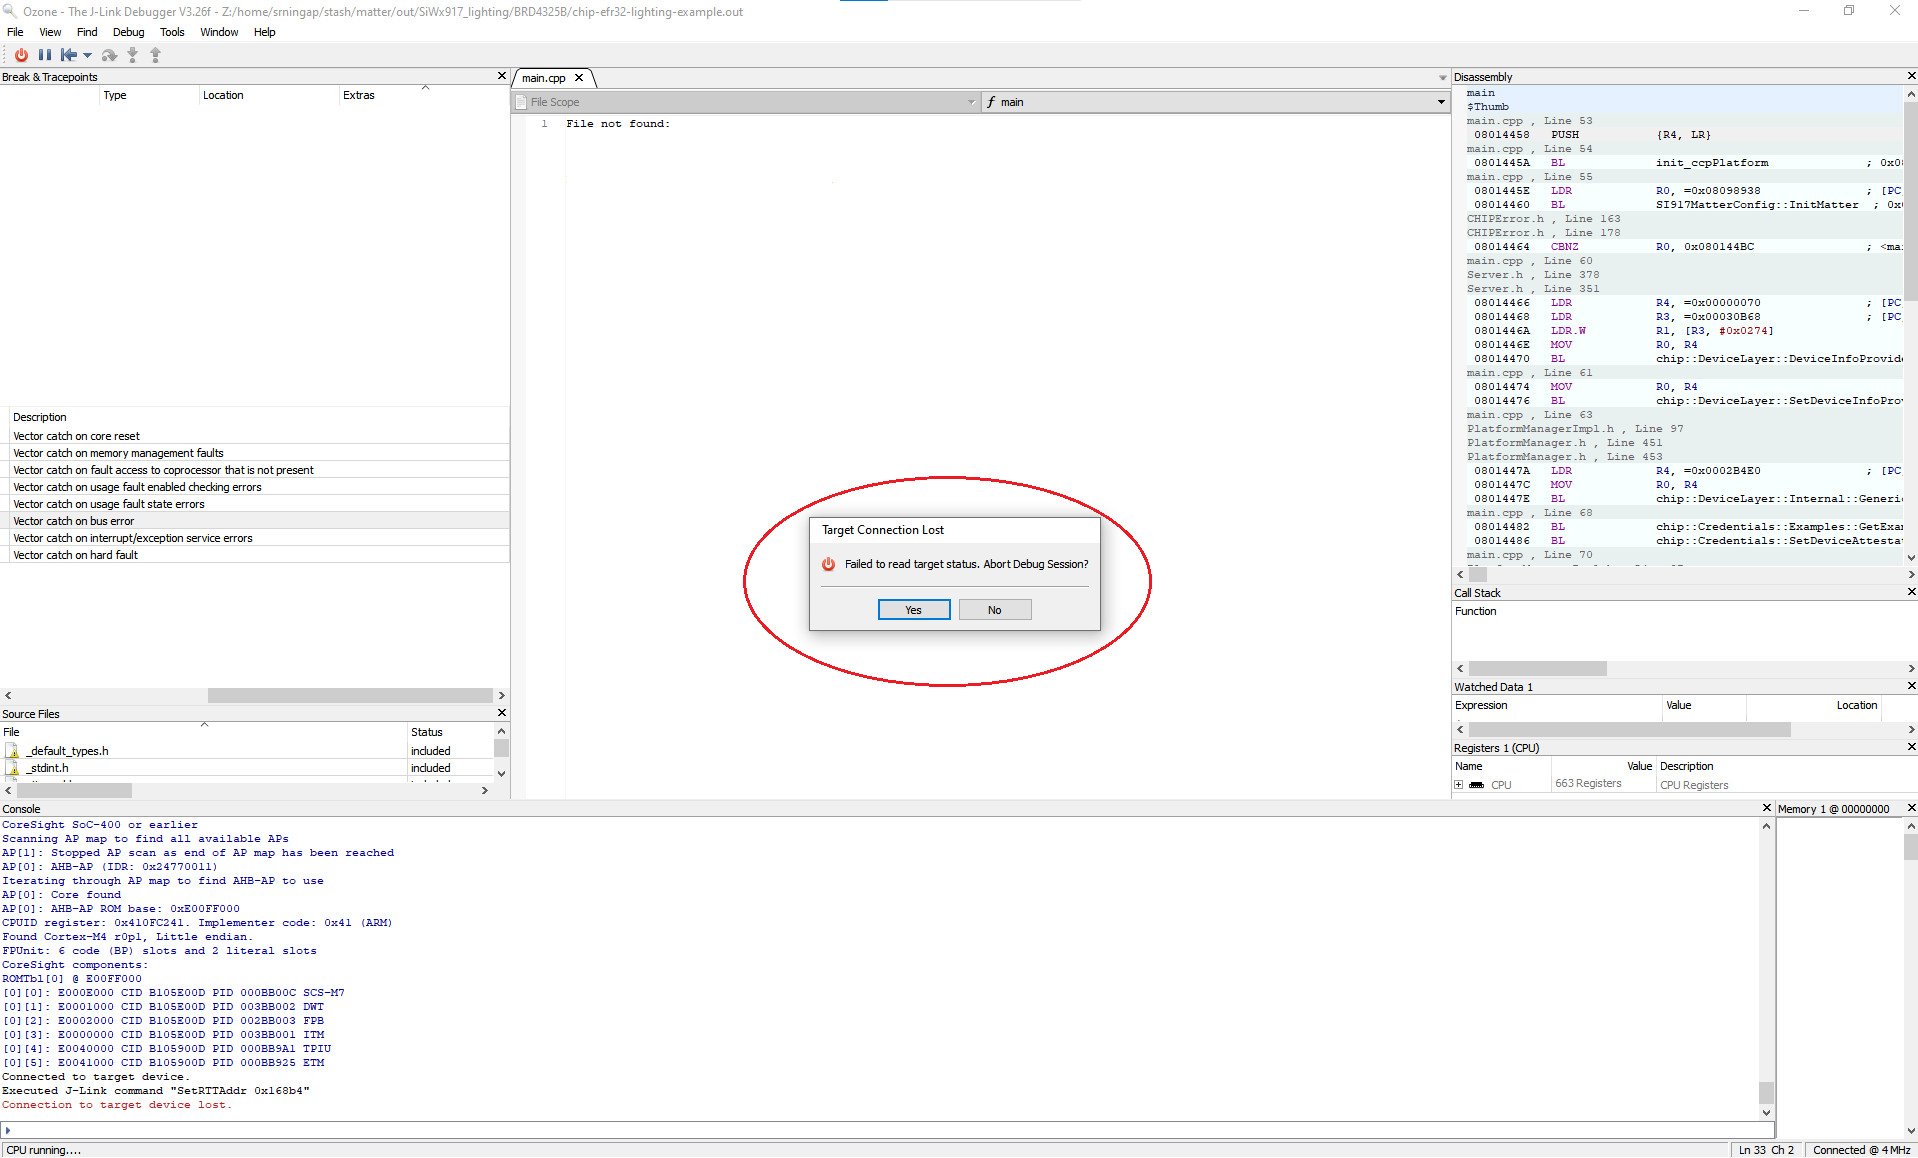 Ozone - The J-Link Debugger V3.26f - Z:/home/srningap/stash/matter/out/SiWx917_lighting/BRD4325B/chip-efr32-lighting-example.out
File View Find Debug Tools Window Help
Break & Tracepoints
Type Location Extras
Description
Vector catch on core reset
Vector catch on memory management faults
Vector catch on fault access to coprocessor that is not present
Vector catch on usage fault enabled checking errors
Vector catch on usage fault state errors
Vector catch on bus error
Vector catch on interrupt/exception service errors
Vector catch on hard fault
Source Files
File Status
_default_types.h included
_stdint.h included
main.cpp
File Scope
main
1 File not found:
Target Connection Lost
Failed to read target status. Abort Debug Session?
Yes No
Disassembly
main
$Thumb
main.cpp , Line 53
08014458 PUSH {R4, LR}
main.cpp , Line 54
0801445A BL init_ccpPlatform ; 0x08
main.cpp , Line 55
0801445E LDR R0, =0x08098938 ; [PC
08014460 BL SI917MatterConfig::InitMatter ; 0x0
CHIPError.h , Line 163
CHIPError.h , Line 178
08014464 CBNZ R0, 0x080144BC ; <ma
main.cpp , Line 60
Server.h , Line 378
Server.h , Line 351
08014466 LDR R4, =0x00000070 ; [PC
08014468 LDR R3, =0x00030B68 ; [PC
0801446A LDR.W R1, [R3, #0x0274]
0801446E MOV R0, R4
08014470 BL chip::DeviceLayer::DeviceInfoProvid
main.cpp , Line 61
08014474 MOV R0, R4
08014476 BL chip::DeviceLayer::SetDeviceInfoPro
main.cpp , Line 63
PlatformManagerImpl.h , Line 97
PlatformManager.h , Line 451
PlatformManager.h , Line 453
0801447A LDR R4, =0x0002B4E0 ; [PC
0801447C MOV R0, R4
0801447E BL chip::DeviceLayer::Internal::Generi
main.cpp , Line 68
08014482 BL chip::Credentials::Examples::GetExa
08014486 BL chip::Credentials::SetDeviceAttesta
main.cpp , Line 70
Call Stack
Function
Watched Data 1
Expression Value Location
Registers 1 (CPU)
Name Value Description
CPU 663 Registers CPU Registers
Console
CoreSight SoC-400 or earlier
Scanning AP map to find all available APs
AP[1]: Stopped AP scan as end of AP map has been reached
AP[0]: AHB-AP (IDR: 0x24770011)
Iterating through AP map to find AHB-AP to use
AP[0]: Core found
AP[0]: AHB-AP ROM base: 0xE00FF000
CPUID register: 0x410FC241. Implementer code: 0x41 (ARM)
Found Cortex-M4 r0p1, Little endian.
FPUnit: 6 code (BP) slots and 2 literal slots
CoreSight components:
ROMTbl[0] @ E00FF000
[0][0]: E000E000 CID B105E00D PID 000BB00C SCS-M7
[0][1]: E0001000 CID B105E00D PID 003BB002 DWT
[0][2]: E0002000 CID B105E00D PID 002BB003 FPB
[0][3]: E0000000 CID B105E00D PID 003BB001 ITM
[0][4]: E0040000 CID B105900D PID 000BB9A1 TPIU
[0][5]: E0041000 CID B105900D PID 000BB925 ETM
Connected to target device.
Executed J-Link command "SetRTTAddr 0x168b4"
Connection to target device lost.
Memory 1 @ 00000000
CPU running....
Ln 33 Ch 2 Connected @ 4 MHz